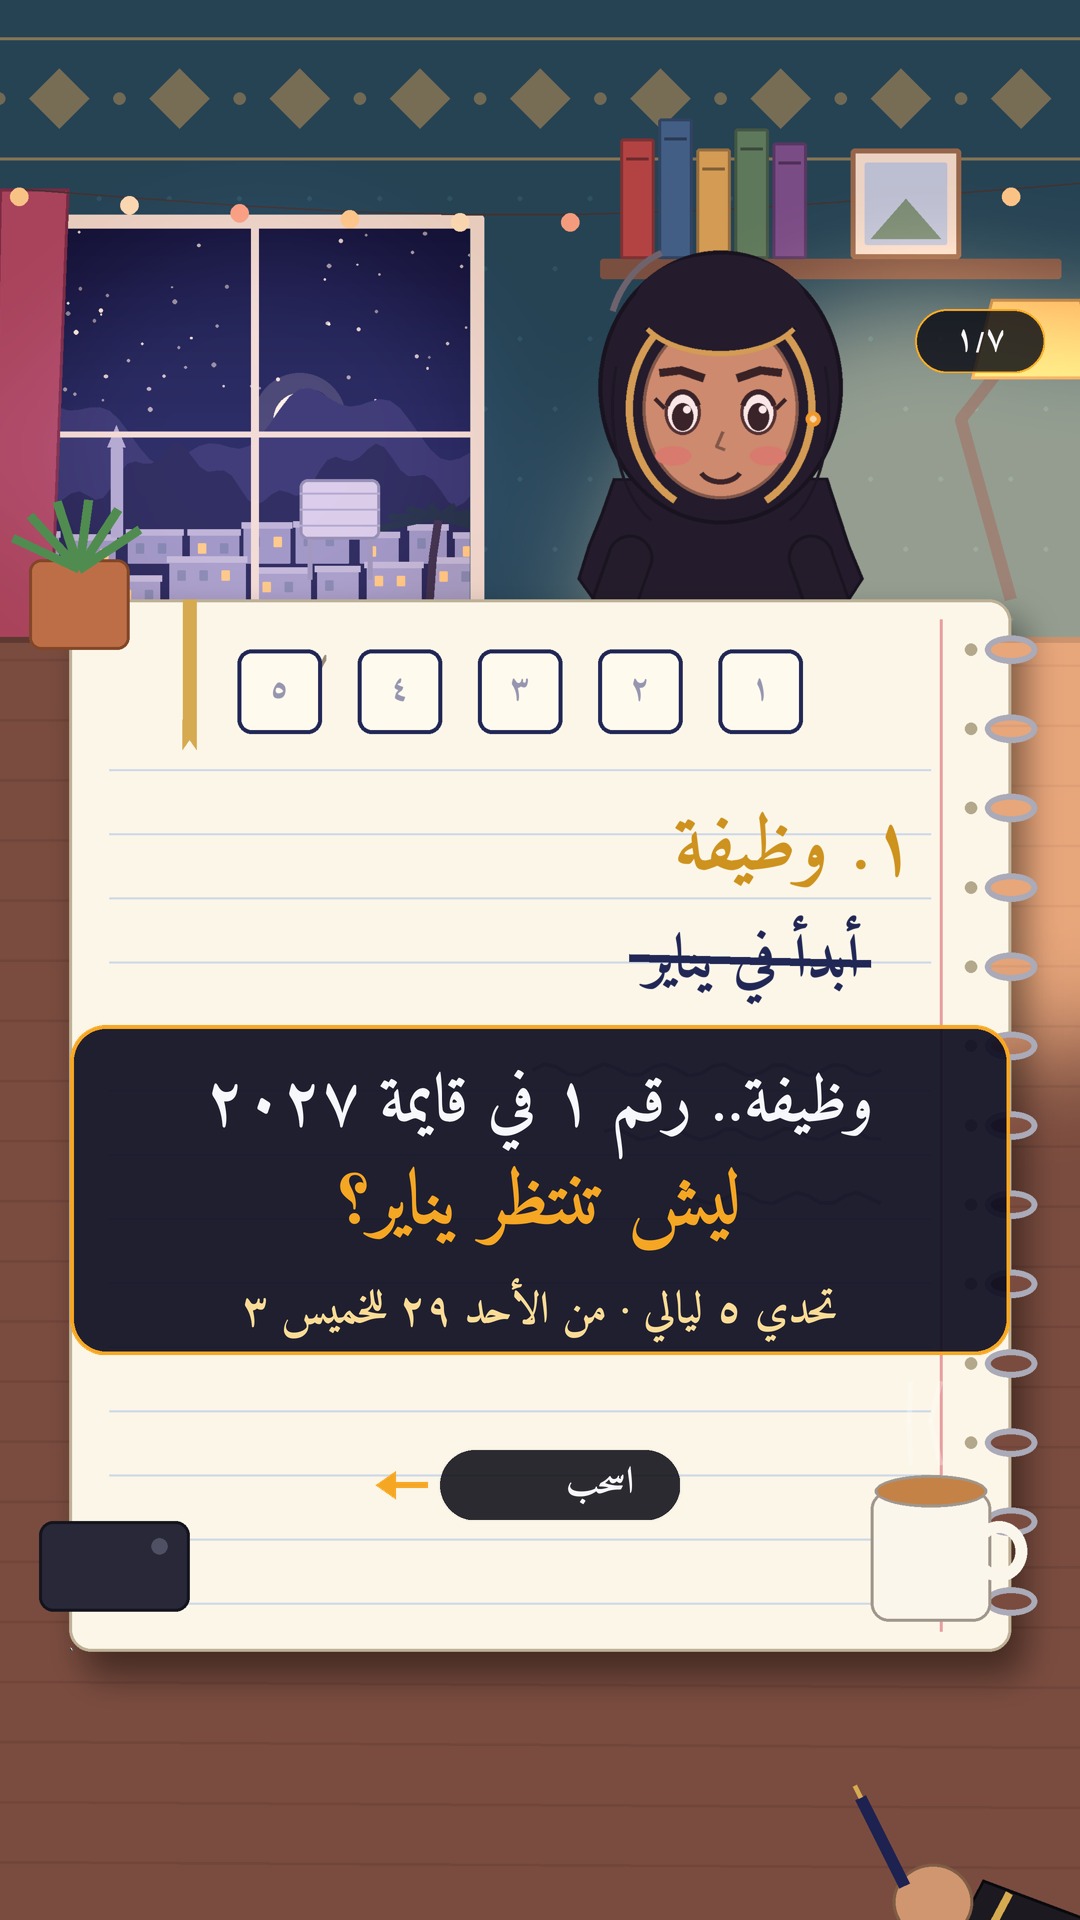 ١/٧
١ ٢ ٣ ٤ ٥
١. وظيفة
أبدأ في يناير
وظيفة.. رقم ١ في قايمة ٢٠٢٧
ليش تنتظر يناير؟
تحدي ٥ ليالي · من الأحد ٢٩ للخميس ٣
اسحب